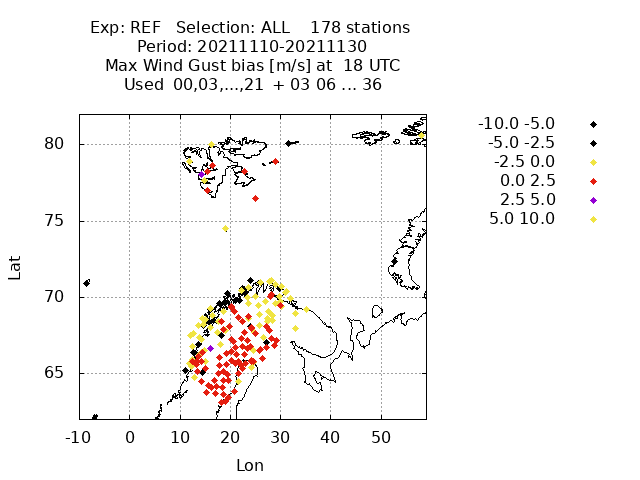 Exp: REF   Selection: ALL    178 stations
Period: 20211110-20211130
Max Wind Gust bias [m/s] at  18 UTC
Used  00,03,...,21  + 03 06 ... 36
-10.0 -5.0
-5.0 -2.5
-2.5 0.0
0.0 2.5
2.5 5.0
5.0 10.0
80
75
70
65
Lat
-10 0 10 20 30 40 50
Lon